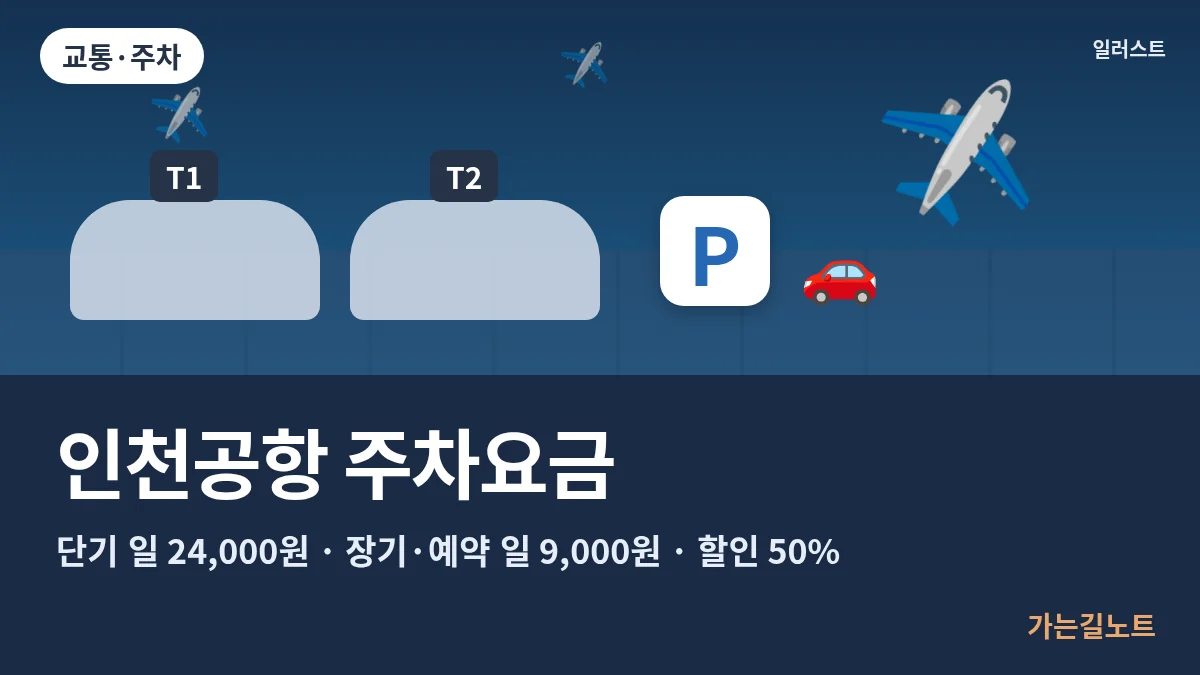 교통·주차
일러스트
T1
T2
P
인천공항 주차요금
단기 일 24,000원 · 장기·예약 일 9,000원 · 할인 50%
가는길노트